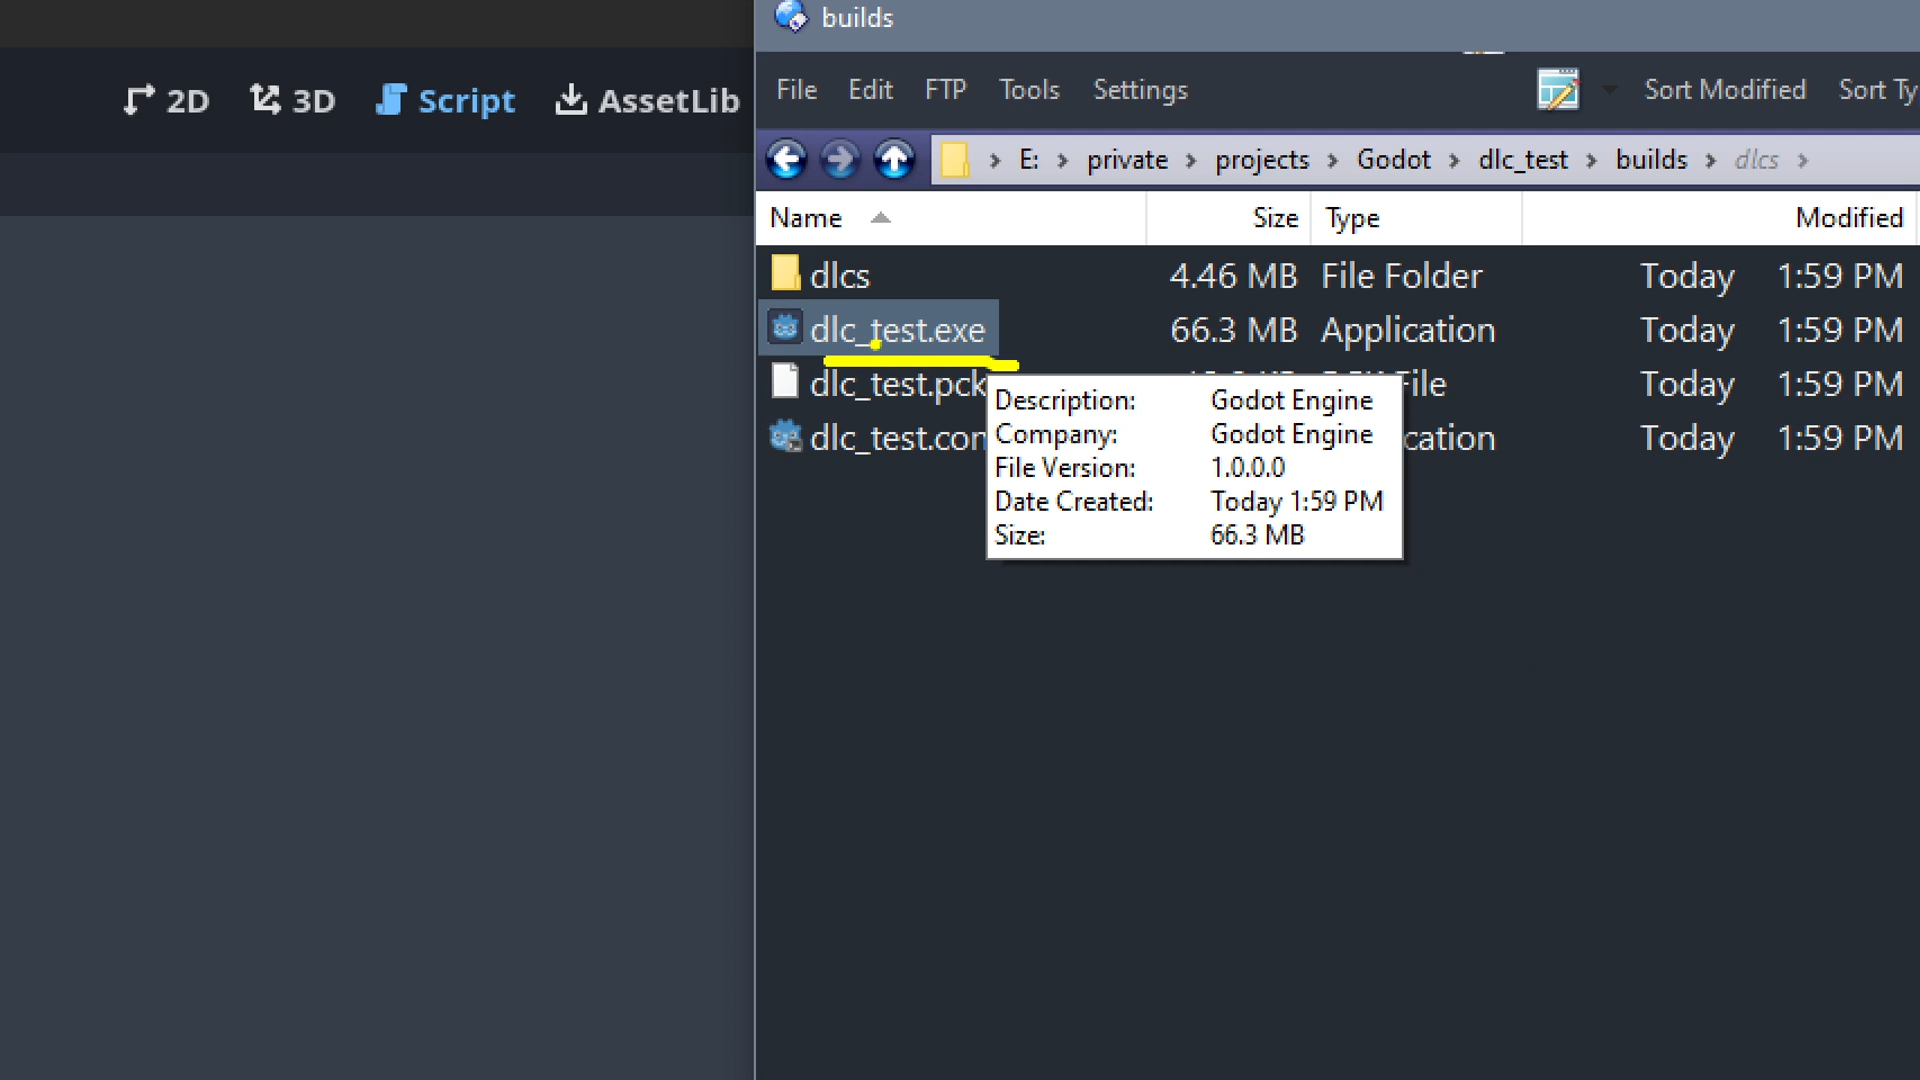 builds
2D 3D Script AssetLib
File Edit FTP Tools Settings Sort Modified Sort Ty
E: private projects Godot dlc_test builds dlcs
Name Size Type Modified
dlcs 4.46 MB File Folder Today 1:59 PM
dlc_test.exe 66.3 MB Application Today 1:59 PM
dlc_test.pck File Today 1:59 PM
dlc_test.con cation Today 1:59 PM
Description: Godot Engine
Company: Godot Engine
File Version: 1.0.0.0
Date Created: Today 1:59 PM
Size: 66.3 MB